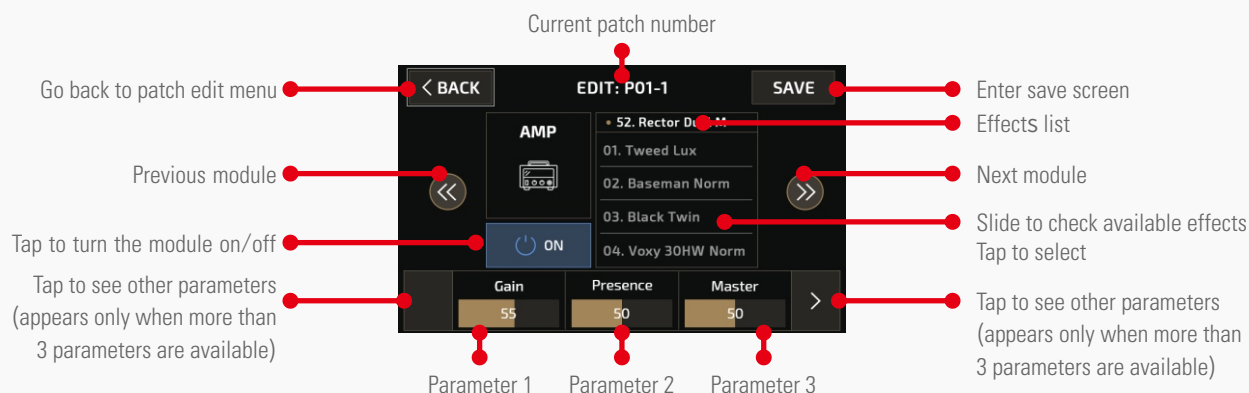 Current patch number
Go back to patch edit menu
< BACK
EDIT: P01-1
SAVE
Enter save screen
AMP
• 52. Rector M
Effects list
01. Tweed Lux
Previous module
02. Baseman Norm
Next module
03. Black Twin
Slide to check available effects
Tap to select
Tap to turn the module on/off
ON
04. Voxy 30HW Norm
Tap to see other parameters
(appears only when more than
3 parameters are available)
Gain
Presence
Master
55
50
50
>
Tap to see other parameters
(appears only when more than
3 parameters are available)
Parameter 1
Parameter 2
Parameter 3